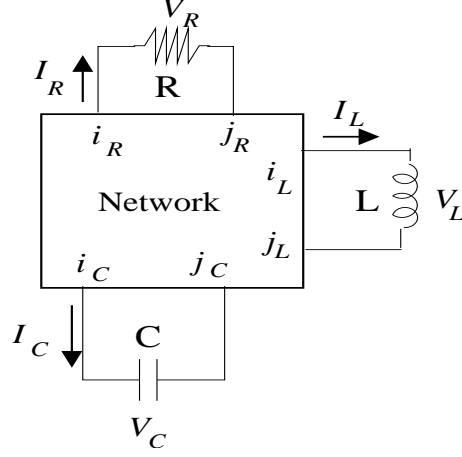 V_R
I_R
R
i_R j_R
I_L
i_L
Network
L V_L
j_L
i_C j_C
I_C
C
V_C